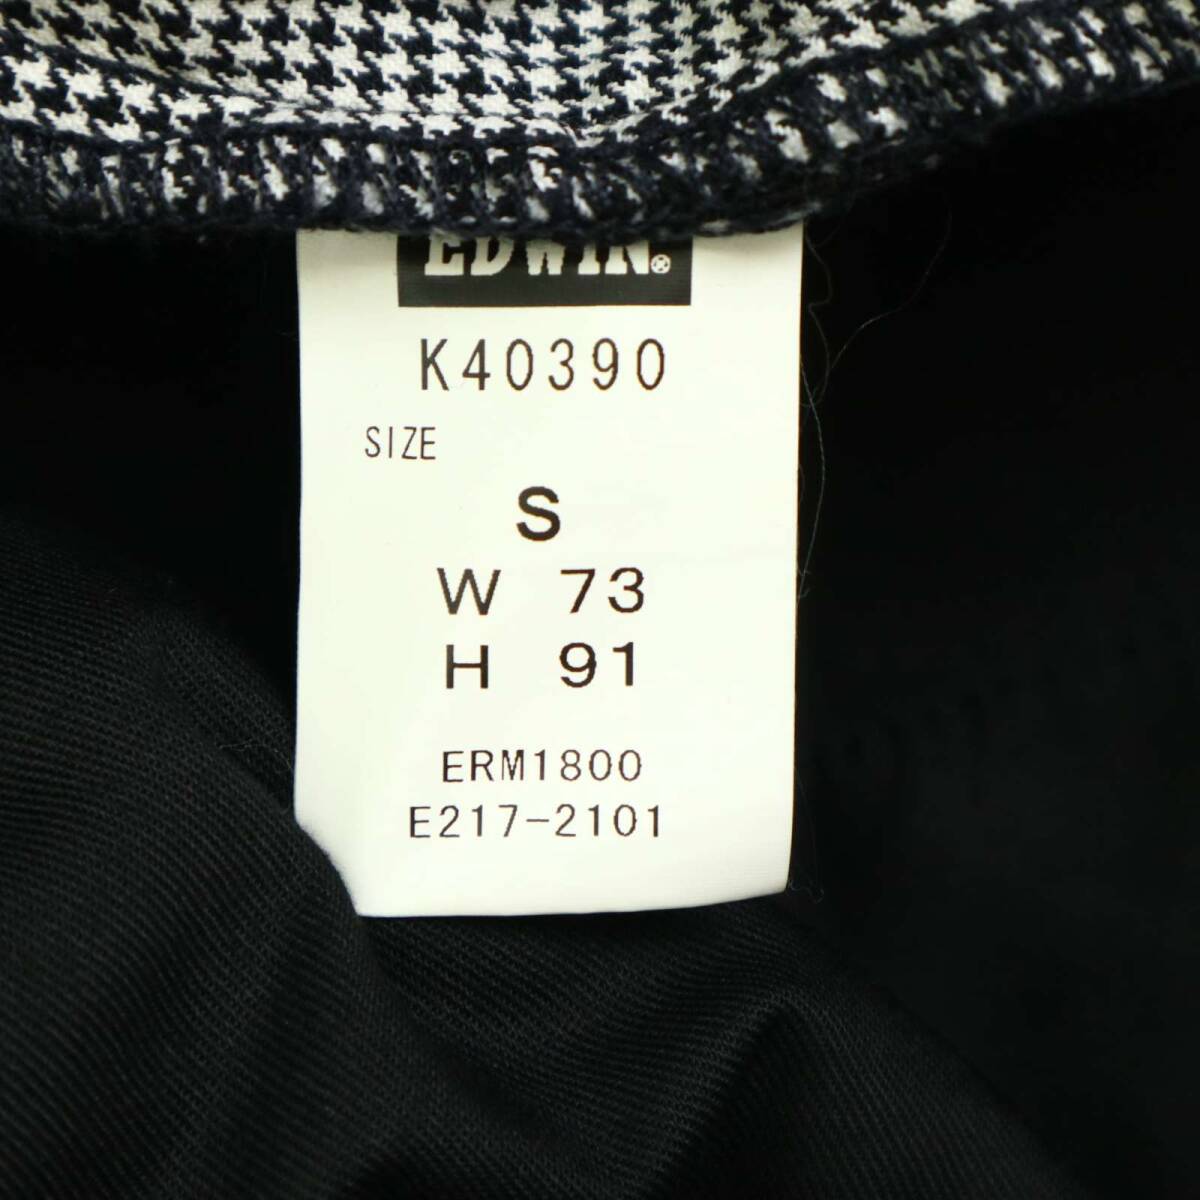 EDWIN®
K40390
SIZE
S
W 73
H 91
ERM1800
E217-2101